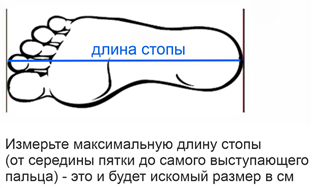 длина стопы
Измерьте максимальную длину стопы
(от середины пятки до самого выступающего
пальца) - это и будет искомый размер в см